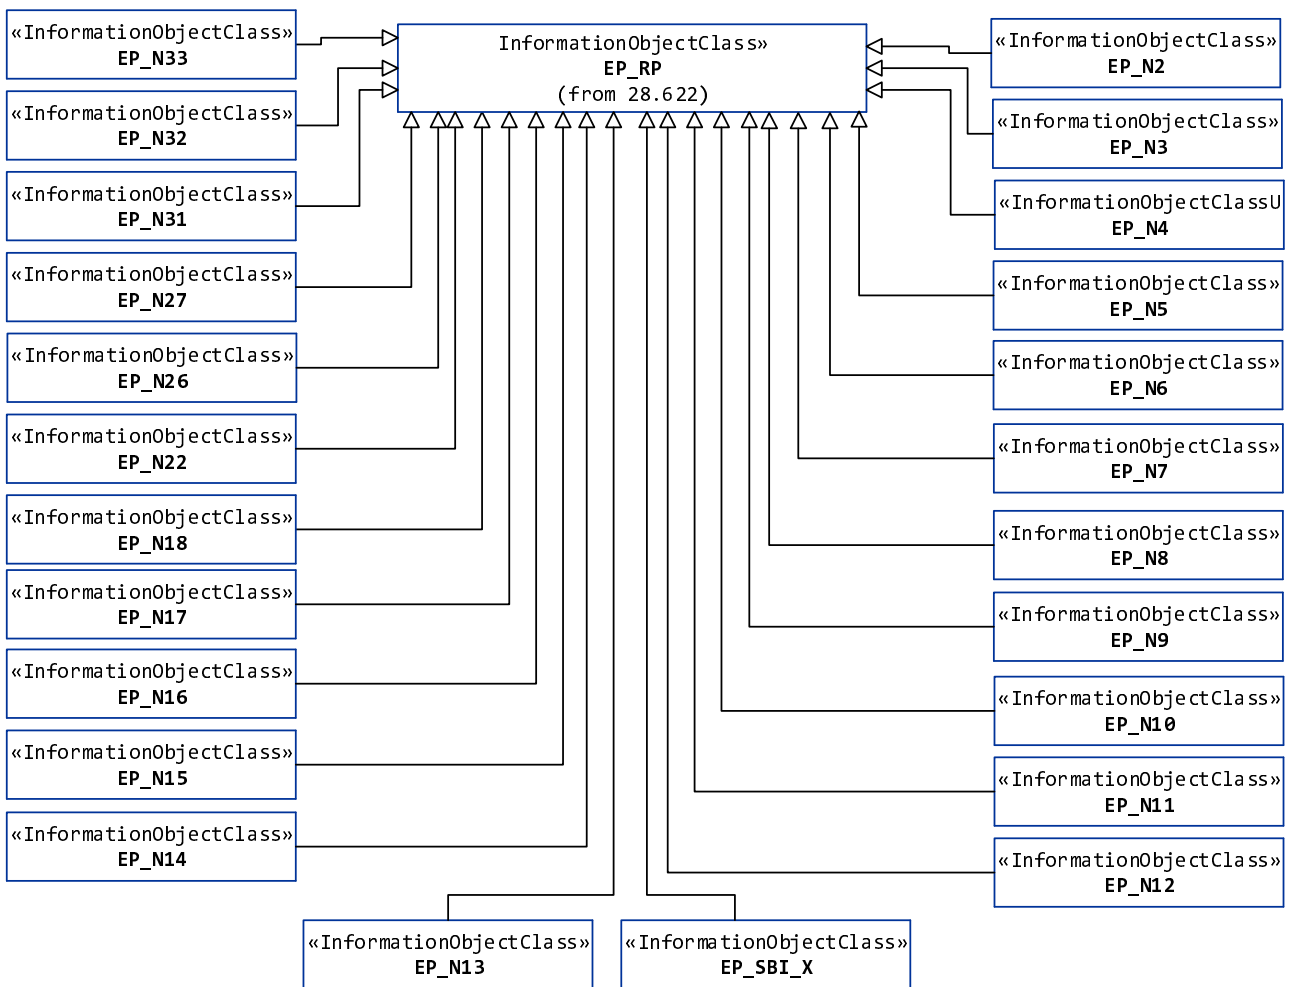 «InformationObjectClass»
EP_N33
«InformationObjectClass»
EP_N32
«InformationObjectClass»
EP_N31
«InformationObjectClass»
EP_N27
«InformationObjectClass»
EP_N26
«InformationObjectClass»
EP_N22
«InformationObjectClass»
EP_N18
«InformationObjectClass»
EP_N17
«InformationObjectClass»
EP_N16
«InformationObjectClass»
EP_N15
«InformationObjectClass»
EP_N14
InformationObjectClass»
EP_RP
(from 28.622)
«InformationObjectClass»
EP_N13
«InformationObjectClass»
EP_SBI_X
«InformationObjectClass»
EP_N2
«InformationObjectClass»
EP_N3
«InformationObjectClassU
EP_N4
«InformationObjectClass»
EP_N5
«InformationObjectClass»
EP_N6
«InformationObjectClass»
EP_N7
«InformationObjectClass»
EP_N8
«InformationObjectClass»
EP_N9
«InformationObjectClass»
EP_N10
«InformationObjectClass»
EP_N11
«InformationObjectClass»
EP_N12